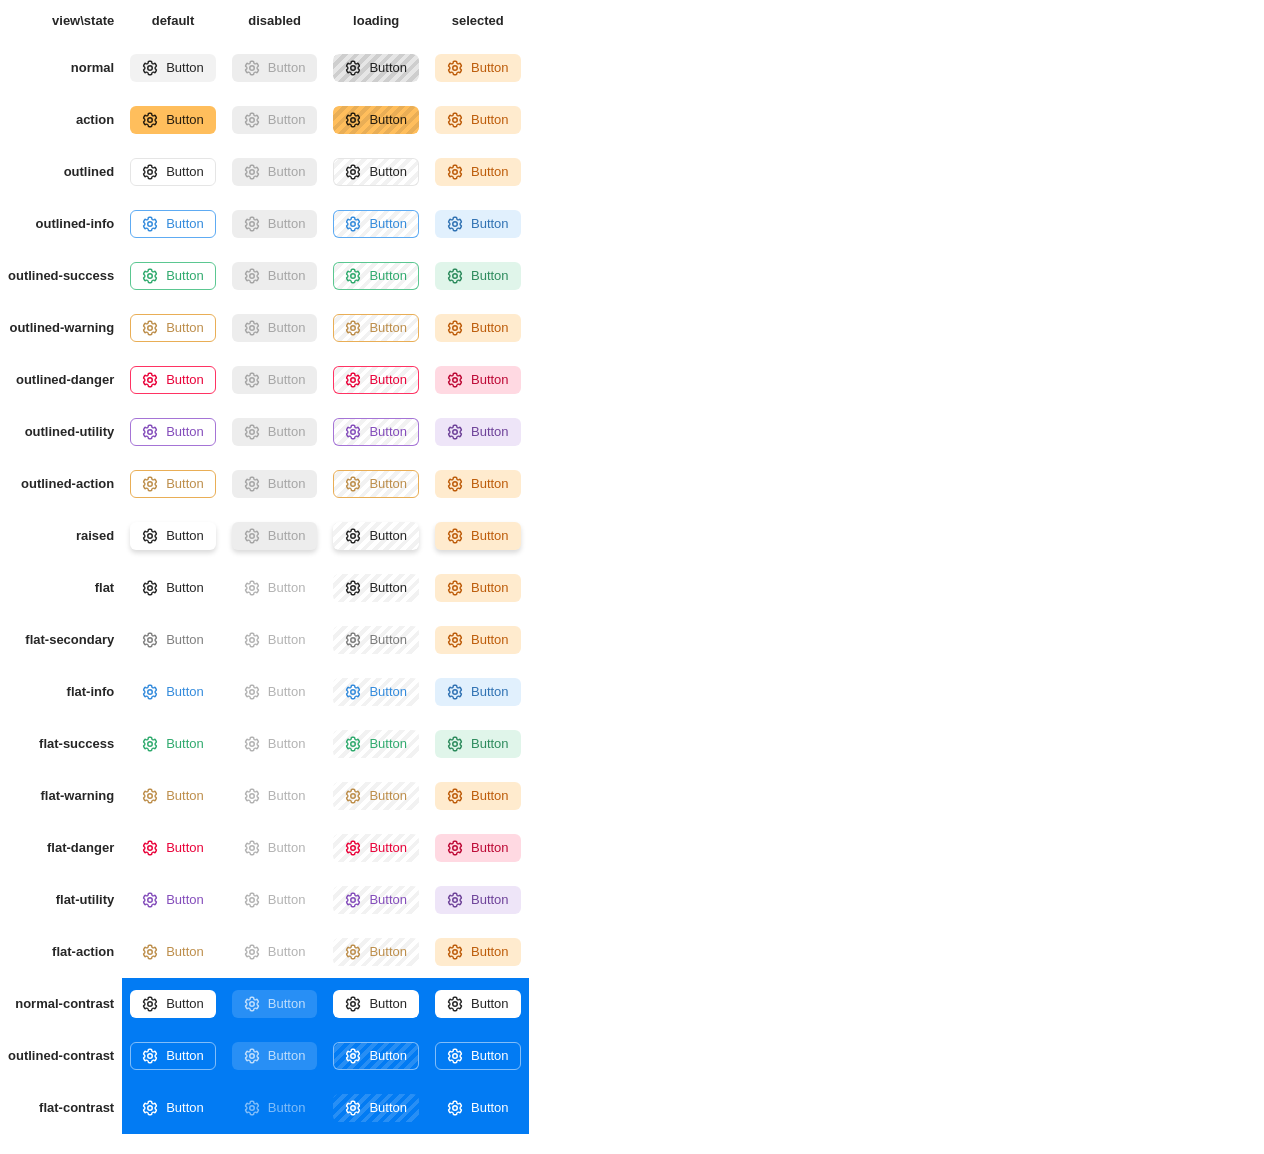 view\state default disabled loading selected
normal Button Button Button Button
action Button Button Button Button
outlined Button Button Button Button
outlined-info Button Button Button Button
outlined-success Button Button Button Button
outlined-warning Button Button Button Button
outlined-danger Button Button Button Button
outlined-utility Button Button Button Button
outlined-action Button Button Button Button
raised Button Button Button Button
flat Button Button Button Button
flat-secondary Button Button Button Button
flat-info Button Button Button Button
flat-success Button Button Button Button
flat-warning Button Button Button Button
flat-danger Button Button Button Button
flat-utility Button Button Button Button
flat-action Button Button Button Button
normal-contrast Button Button Button Button
outlined-contrast Button Button Button Button
flat-contrast Button Button Button Button